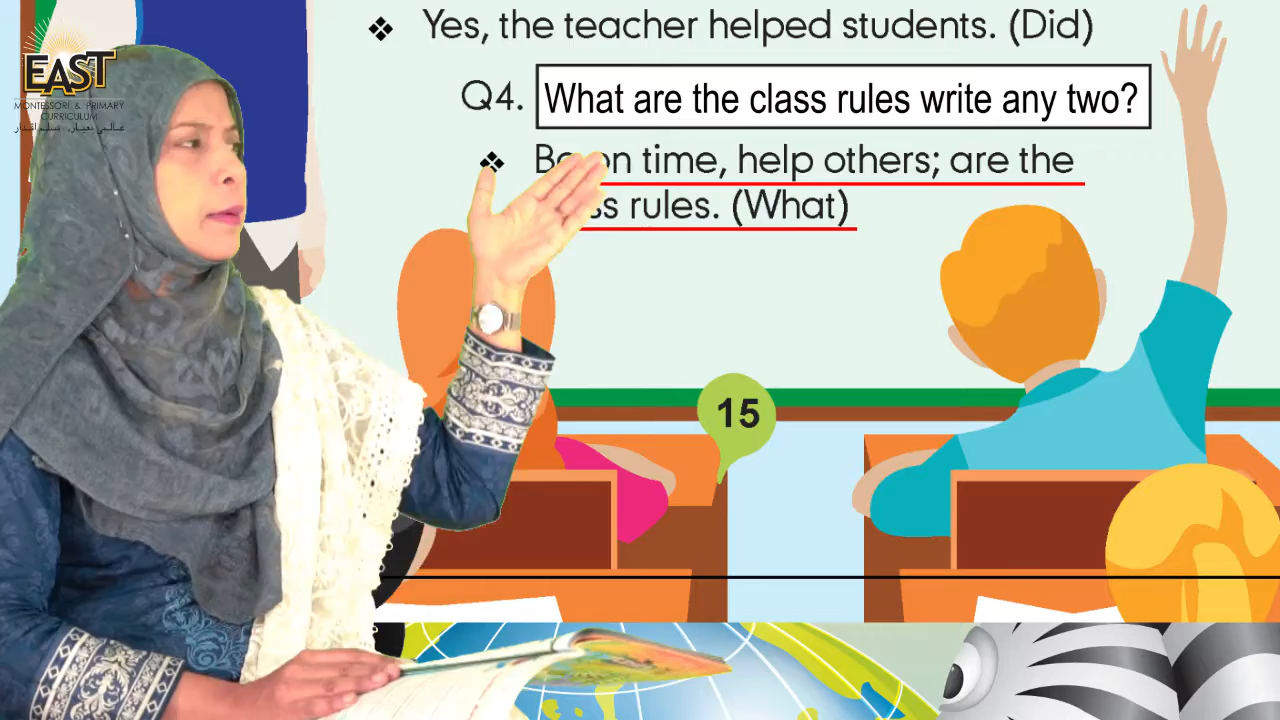 ❖ Yes, the teacher helped students. (Did)
EAST
MONTESSORI & PRIMARY
CURRICULUM
Q4. What are the class rules write any two?
❖ on time, help others; are the
rules. (What)
15